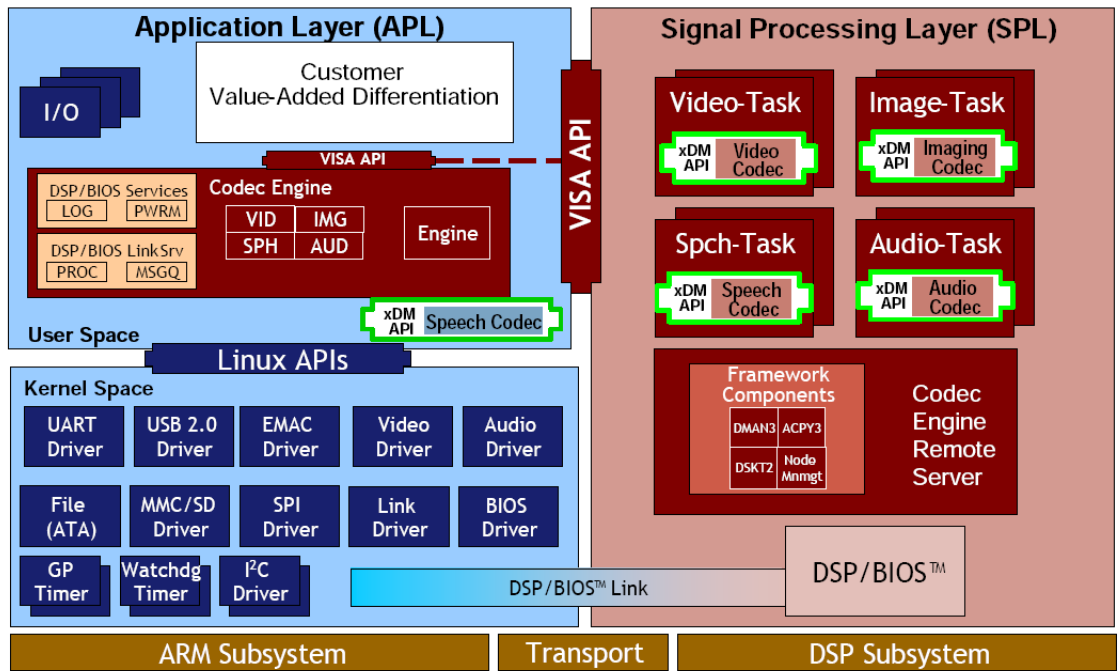 Application Layer (APL)
I/O
Customer
Value-Added Differentiation
VISA API
DSP/BIOS Services
LOG
PWRM
DSP/BIOS LinkSrv
PROC
MSGQ
Codec Engine
VID
IMG
SPH
AUD
Engine
xDM
API
Speech Codec
User Space
Linux APIs
Kernel Space
UART
Driver
USB 2.0
Driver
EMAC
Driver
Video
Driver
Audio
Driver
File
(ATA)
MMC/SD
Driver
SPI
Driver
Link
Driver
BIOS
Driver
GP
Timer
Watchdg
Timer
I²C
Driver
DSP/BIOS™ Link
VISA API
Signal Processing Layer (SPL)
Video-Task
xDM
API
Video
Codec
Image-Task
xDM
API
Imaging
Codec
Spch-Task
xDM
API
Speech
Codec
Audio-Task
xDM
API
Audio
Codec
Framework
Components
DMAN3
ACPY3
DSKT2
Node
Mnmgt
Codec
Engine
Remote
Server
DSP/BIOS™
ARM Subsystem
Transport
DSP Subsystem